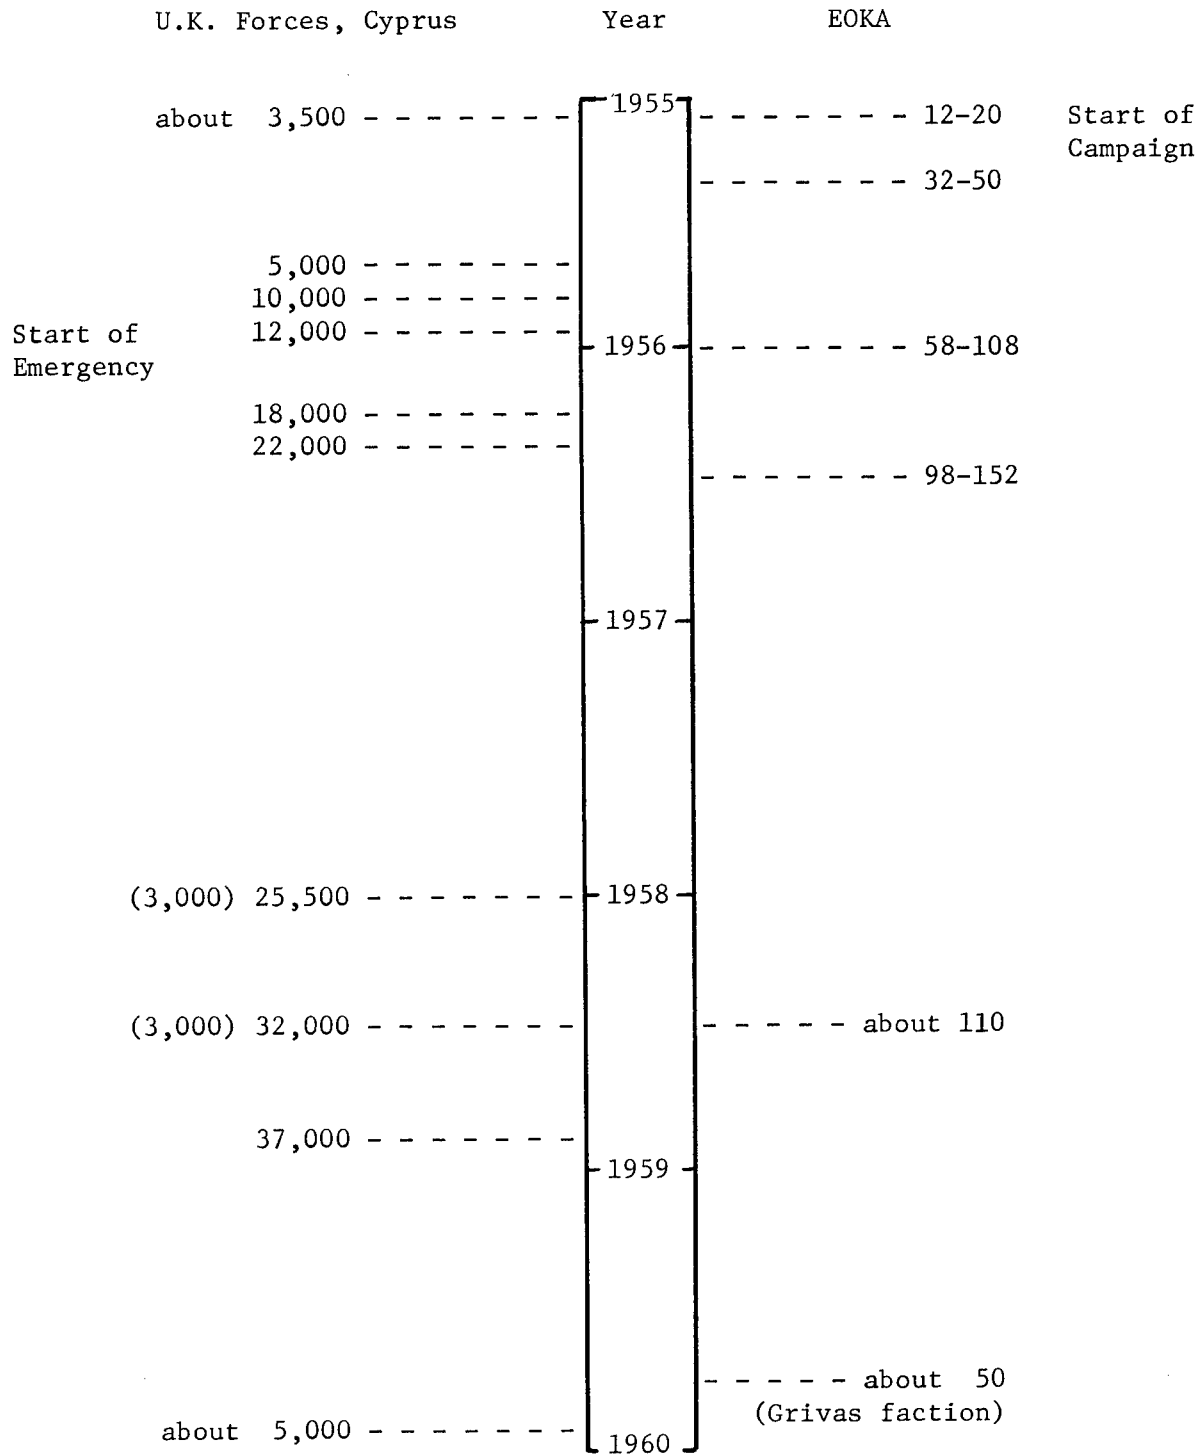 U.K. Forces, Cyprus Year EOKA
1955
about 3,500 - - - - - - - - - - - - - - 12-20 Start of
Campaign
- - - - - - - 32-50
5,000 - - - - - - -
10,000 - - - - - - -
Start of 12,000 - - - - - - -
Emergency
1956 - - - - - - - 58-108
18,000 - - - - - - -
22,000 - - - - - - -
- - - - - - - 98-152
1957
(3,000) 25,500 - - - - - - - 1958
(3,000) 32,000 - - - - - - - - - - - - about 110
37,000 - - - - - - -
1959
- - - - - about 50
(Grivas faction)
about 5,000 - - - - - - - 1960